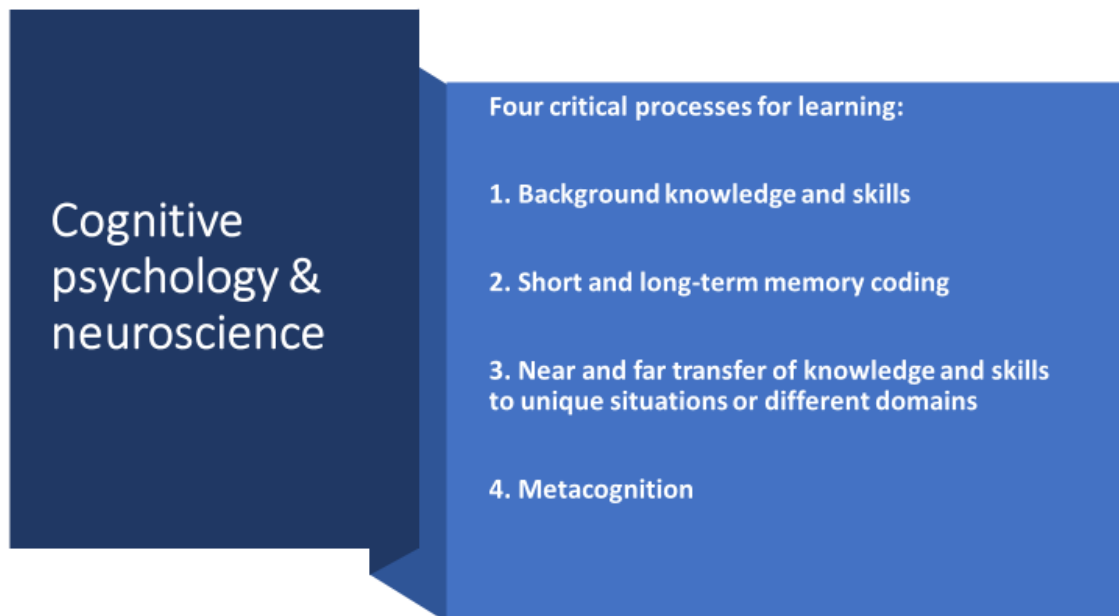 Cognitive
psychology &
neuroscience
Four critical processes for learning:
1. Background knowledge and skills
2. Short and long-term memory coding
3. Near and far transfer of knowledge and skills
to unique situations or different domains
4. Metacognition